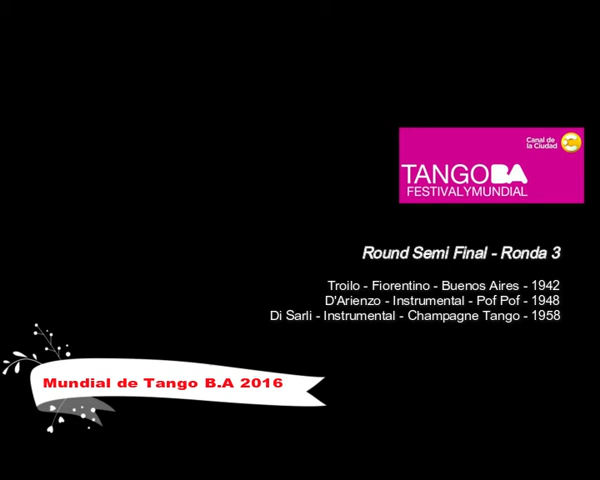 Canal de
la Ciudad
TANGOBA
FESTIVALYMUNDIAL
Round Semi Final - Ronda 3
Troilo - Fiorentino - Buenos Aires - 1942
D'Arienzo - Instrumental - Pof Pof - 1948
Di Sarli - Instrumental - Champagne Tango - 1958
Mundial de Tango B.A 2016